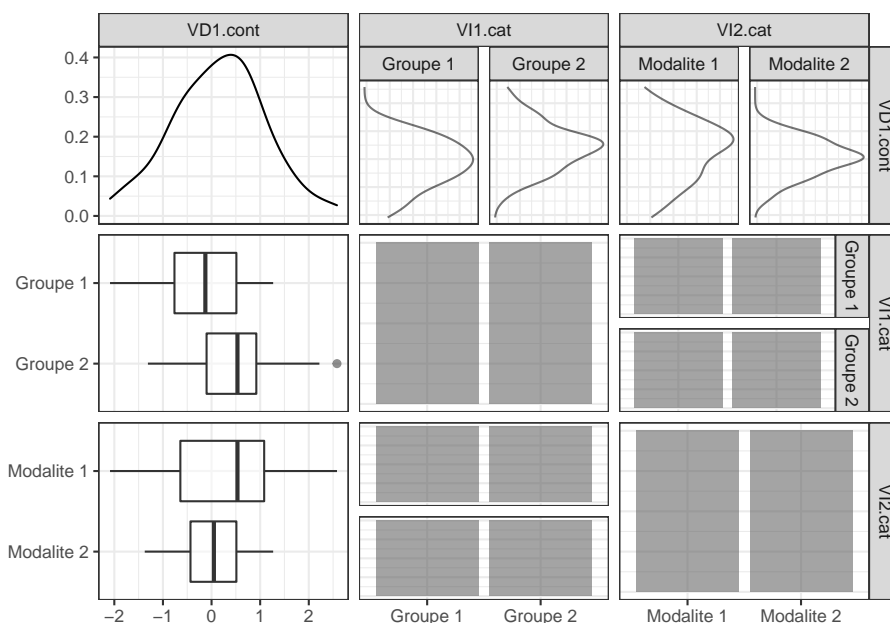 VD1.cont VI1.cat VI2.cat
Groupe 1 Groupe 2 Modalite 1 Modalite 2
0.4
0.3
0.2
0.1
0.0
VD1.cont
Groupe 1
Groupe 2
Groupe 1
Groupe 2
VI1.cat
Modalite 1
Modalite 2
VI2.cat
−2 −1 0 1 2 Groupe 1 Groupe 2 Modalite 1 Modalite 2